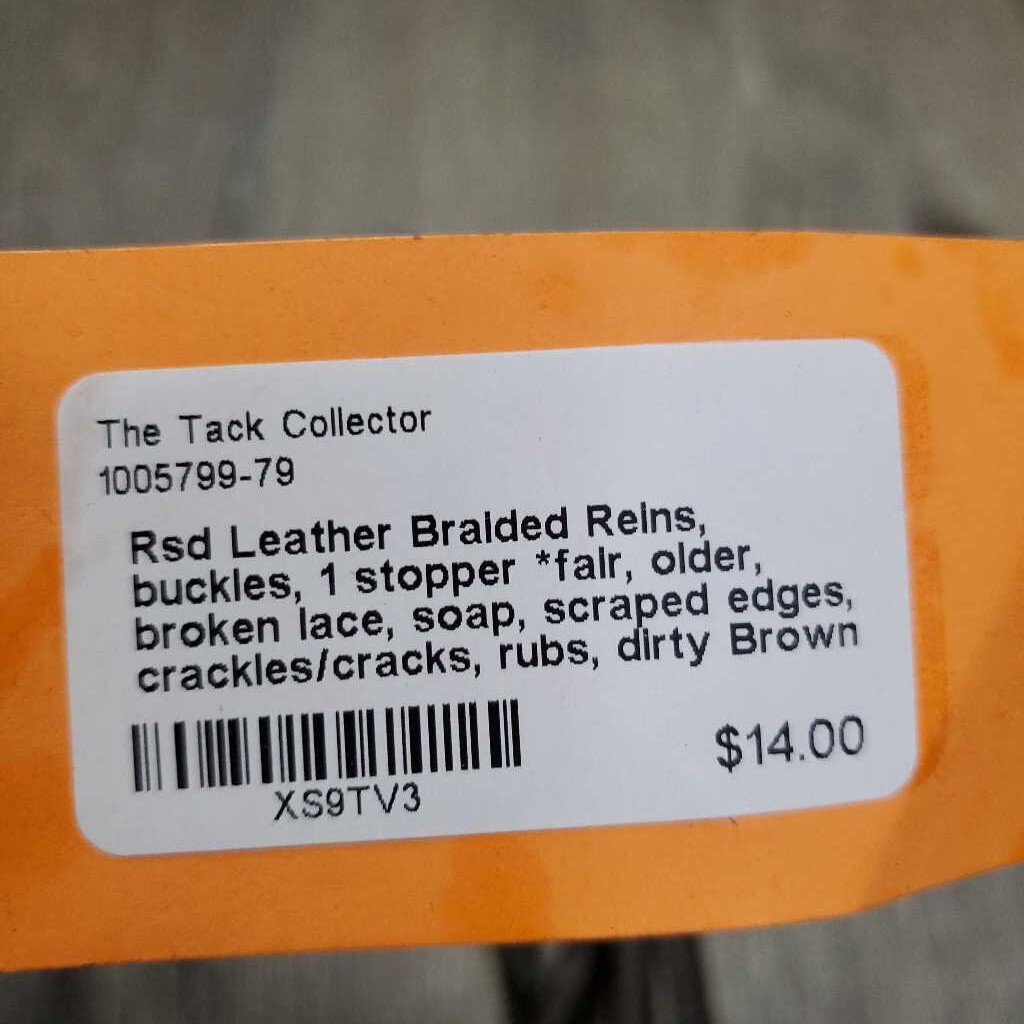 The Tack Collector
1005799-79
Rsd Leather Braided Reins,
buckles, 1 stopper *fair, older,
broken lace, soap, scraped edges,
crackles/cracks, rubs, dirty Brown
XS9TV3
$14.00